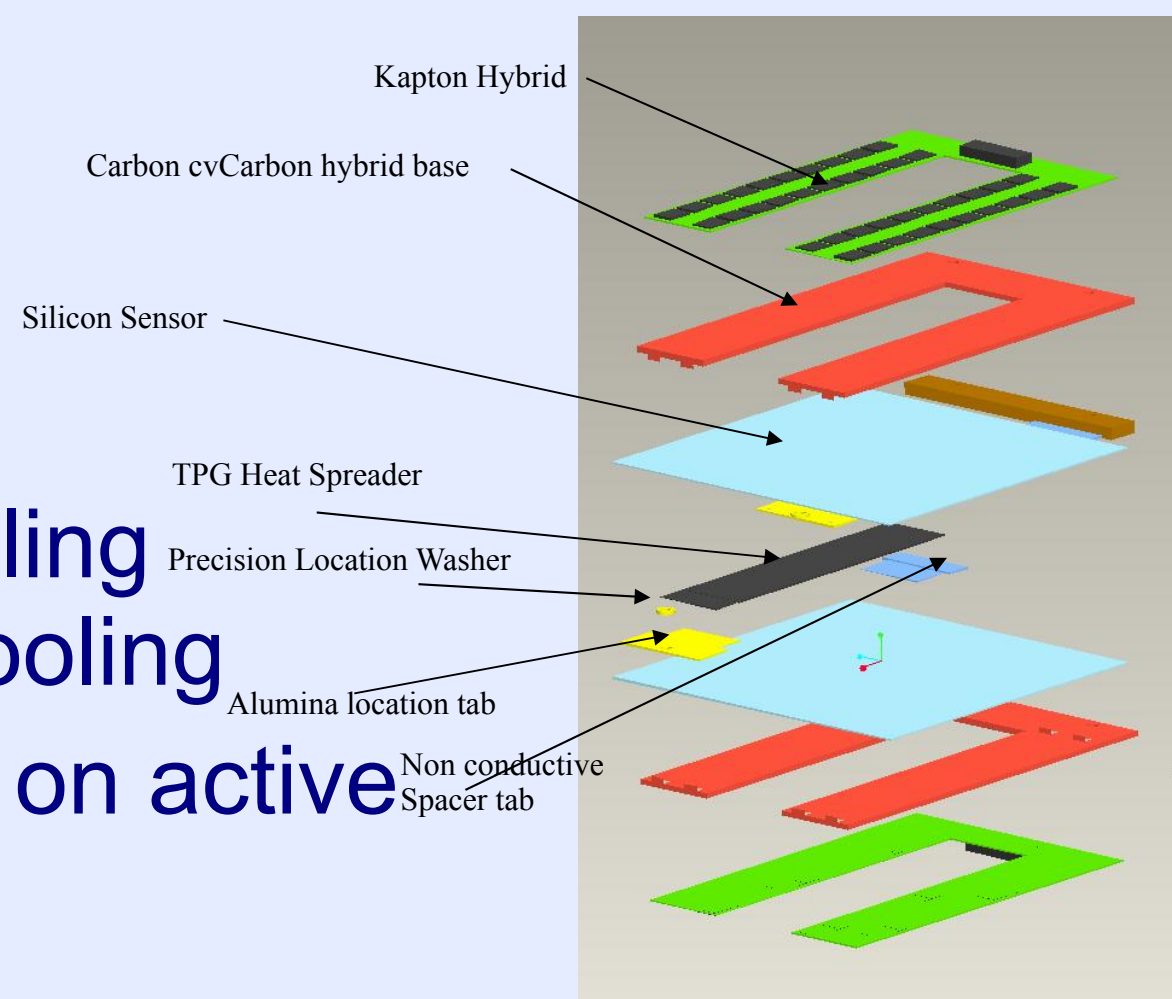 Kapton Hybrid
Carbon cvCarbon hybrid base
Silicon Sensor
TPG Heat Spreader
ling
Precision Location Washer
ooling
Alumina location tab
on active
Non conductive
Spacer tab